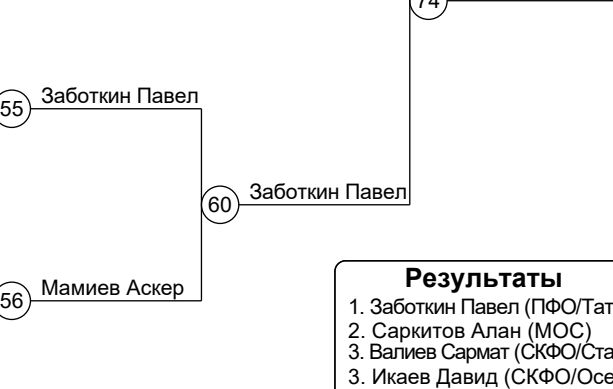 74
Заботкин Павел
55
Заботкин Павел
60
Мамиев Аскер
56
Результаты
1. Заботкин Павел (ПФО/Тат
2. Саркитов Алан (МОС)
3. Валиев Сармат (СКФО/Ста
3. Икаев Давид (СКФО/Осе